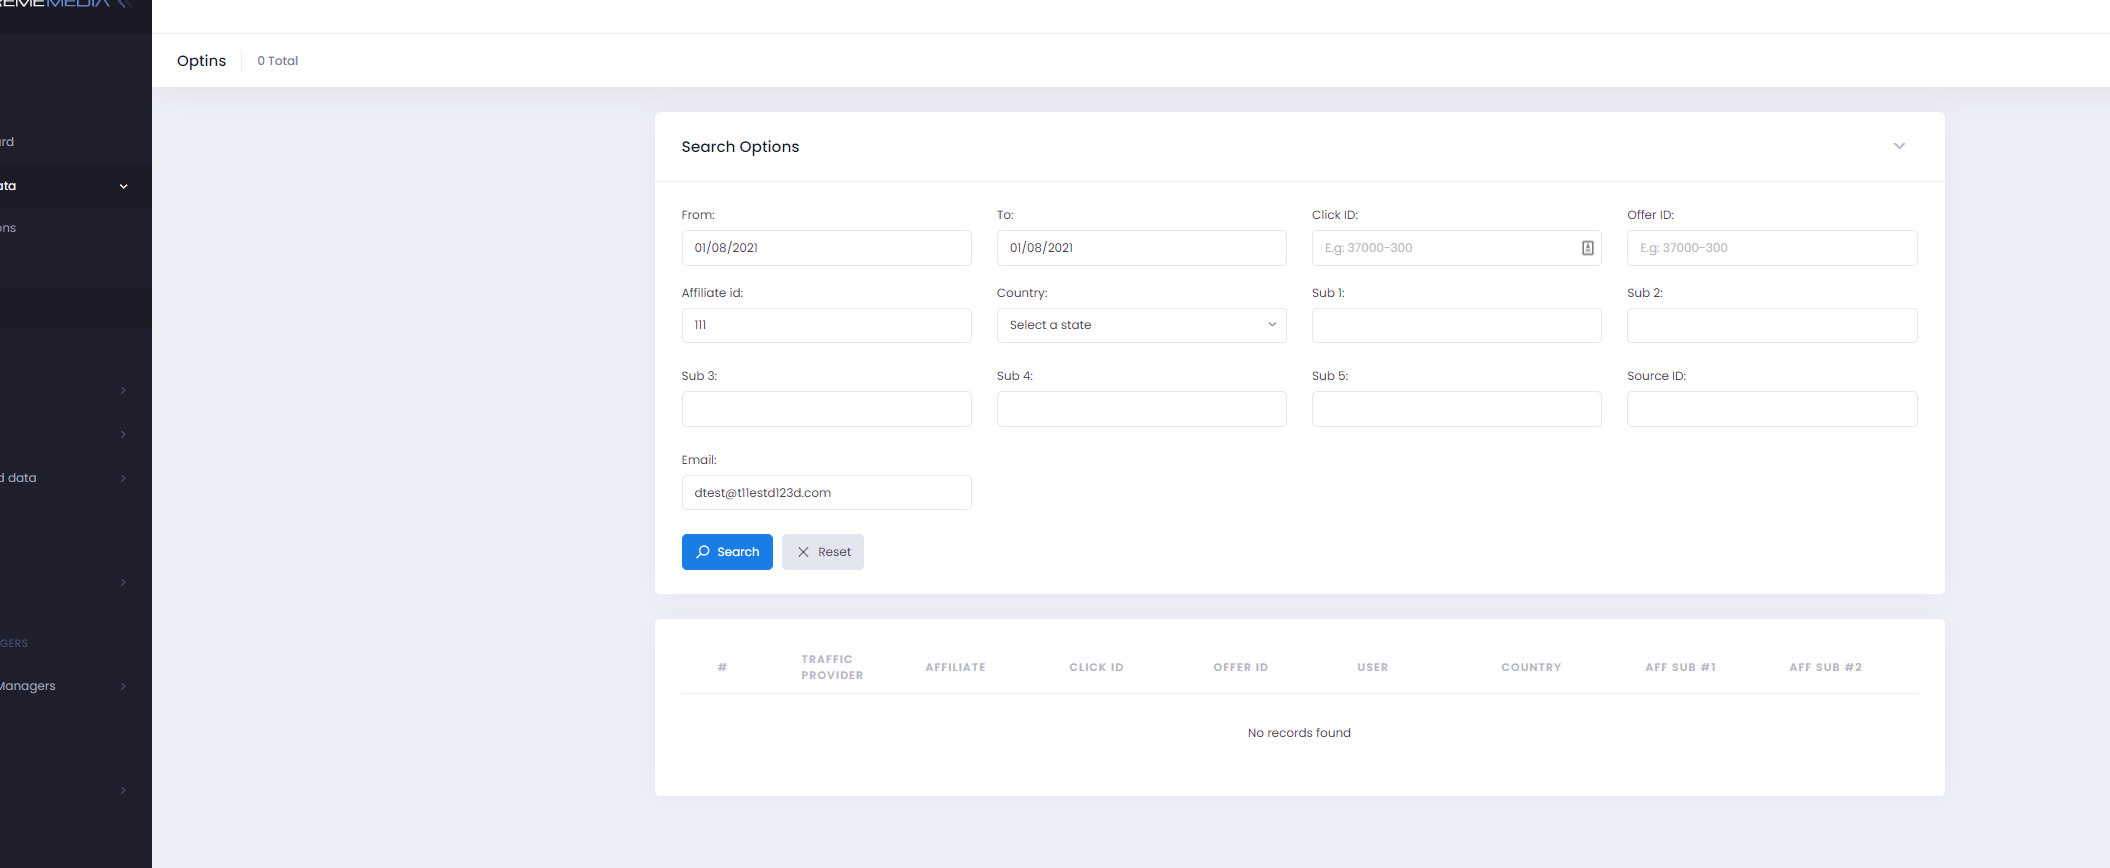 Optins
0 Total
Search Options
From:
To:
Click ID:
Offer ID:
01/08/2021
01/08/2021
E.g: 37000-300
E.g: 37000-300
Affiliate id:
Country:
Sub 1:
Sub 2:
111
Select a state
Sub 3:
Sub 4:
Sub 5:
Source ID:
Email:
dtest@t11estd123d.com
Search
Reset
#
TRAFFIC
PROVIDER
AFFILIATE
CLICK ID
OFFER ID
USER
COUNTRY
AFF SUB #1
AFF SUB #2
No records found
REMEMEDIA
rd
ata
ons
d data
GERS
Managers